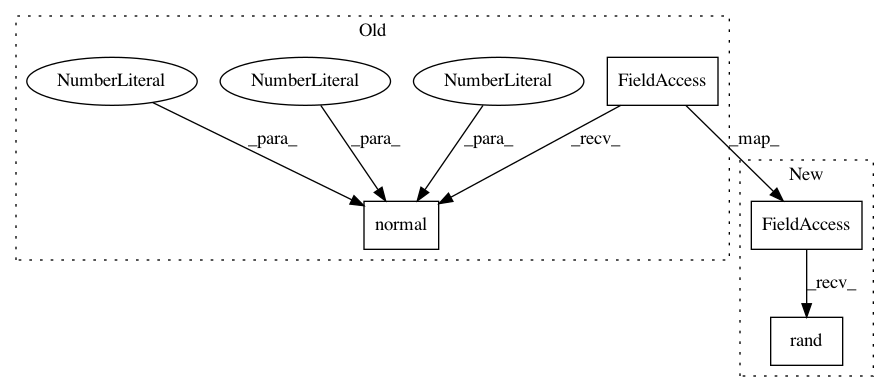 Old
NumberLiteral
NumberLiteral
NumberLiteral
FieldAccess
_para_
_para_
_para_
_recv_
_map_
New
normal
FieldAccess
_recv_
rand